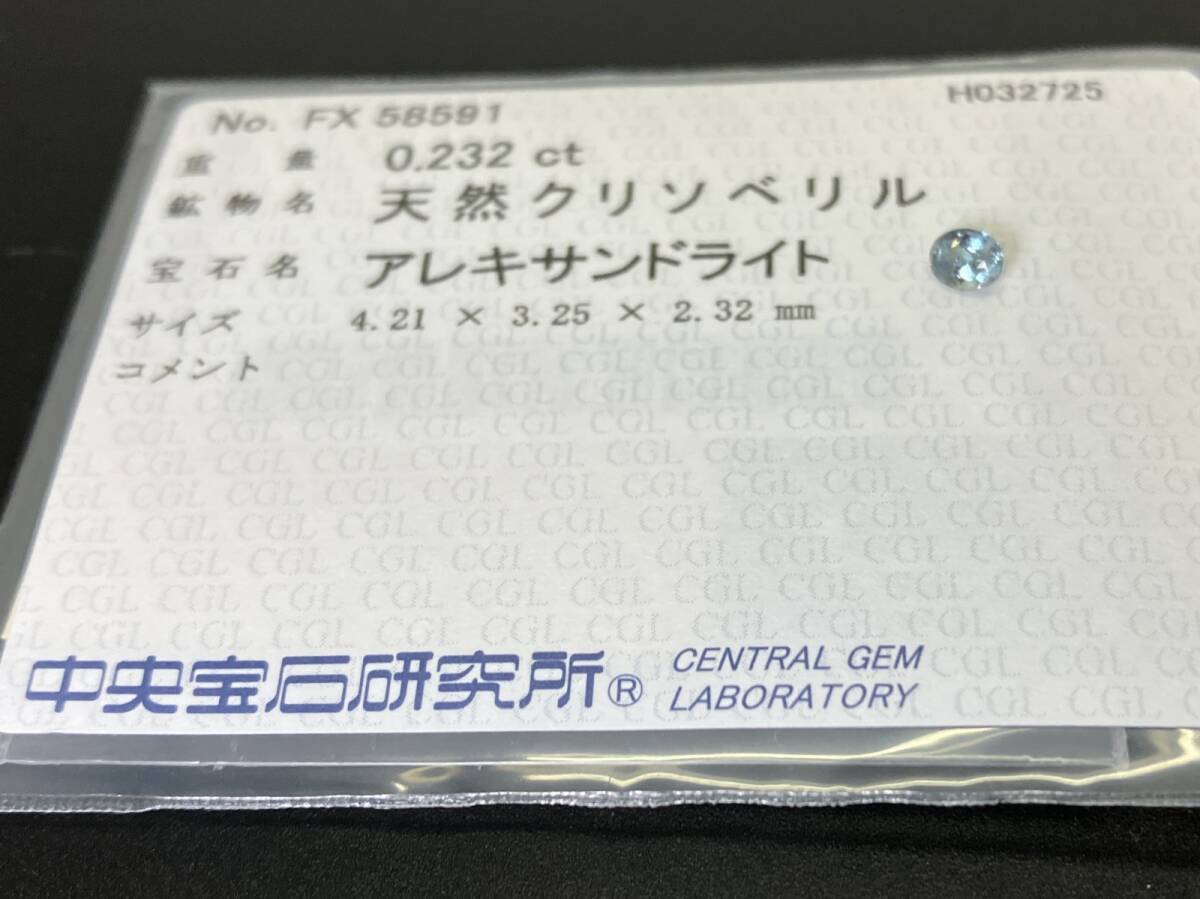 No. FX 58591
H032725
重量 0.232 ct
鉱物名 天然クリソベリル
宝石名 アレキサンドライト
サイズ 4.21 × 3.25 × 2.32 mm
コメント
中央宝石研究所® CENTRAL GEM
LABORATORY